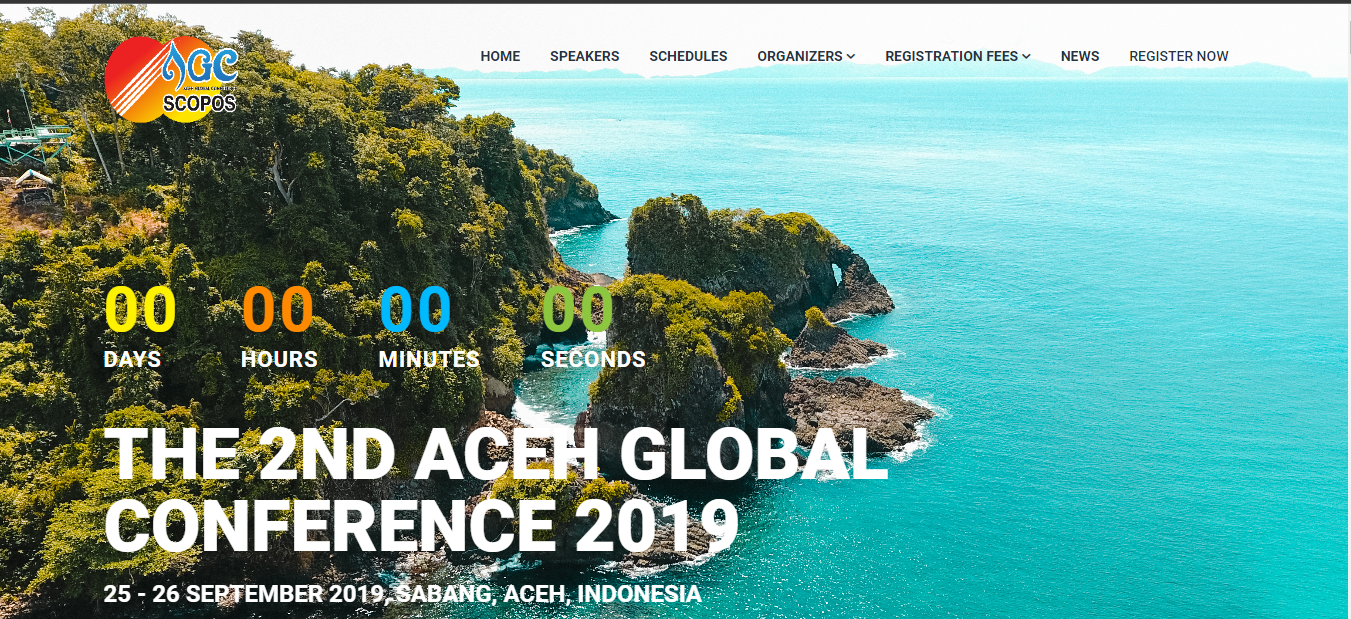 AGC
SCOPOS
HOME SPEAKERS SCHEDULES ORGANIZERS REGISTRATION FEES NEWS REGISTER NOW
00 00 00 00
DAYS HOURS MINUTES SECONDS
THE 2ND ACEH GLOBAL
CONFERENCE 2019
25 - 26 SEPTEMBER 2019, SABANG, ACEH, INDONESIA